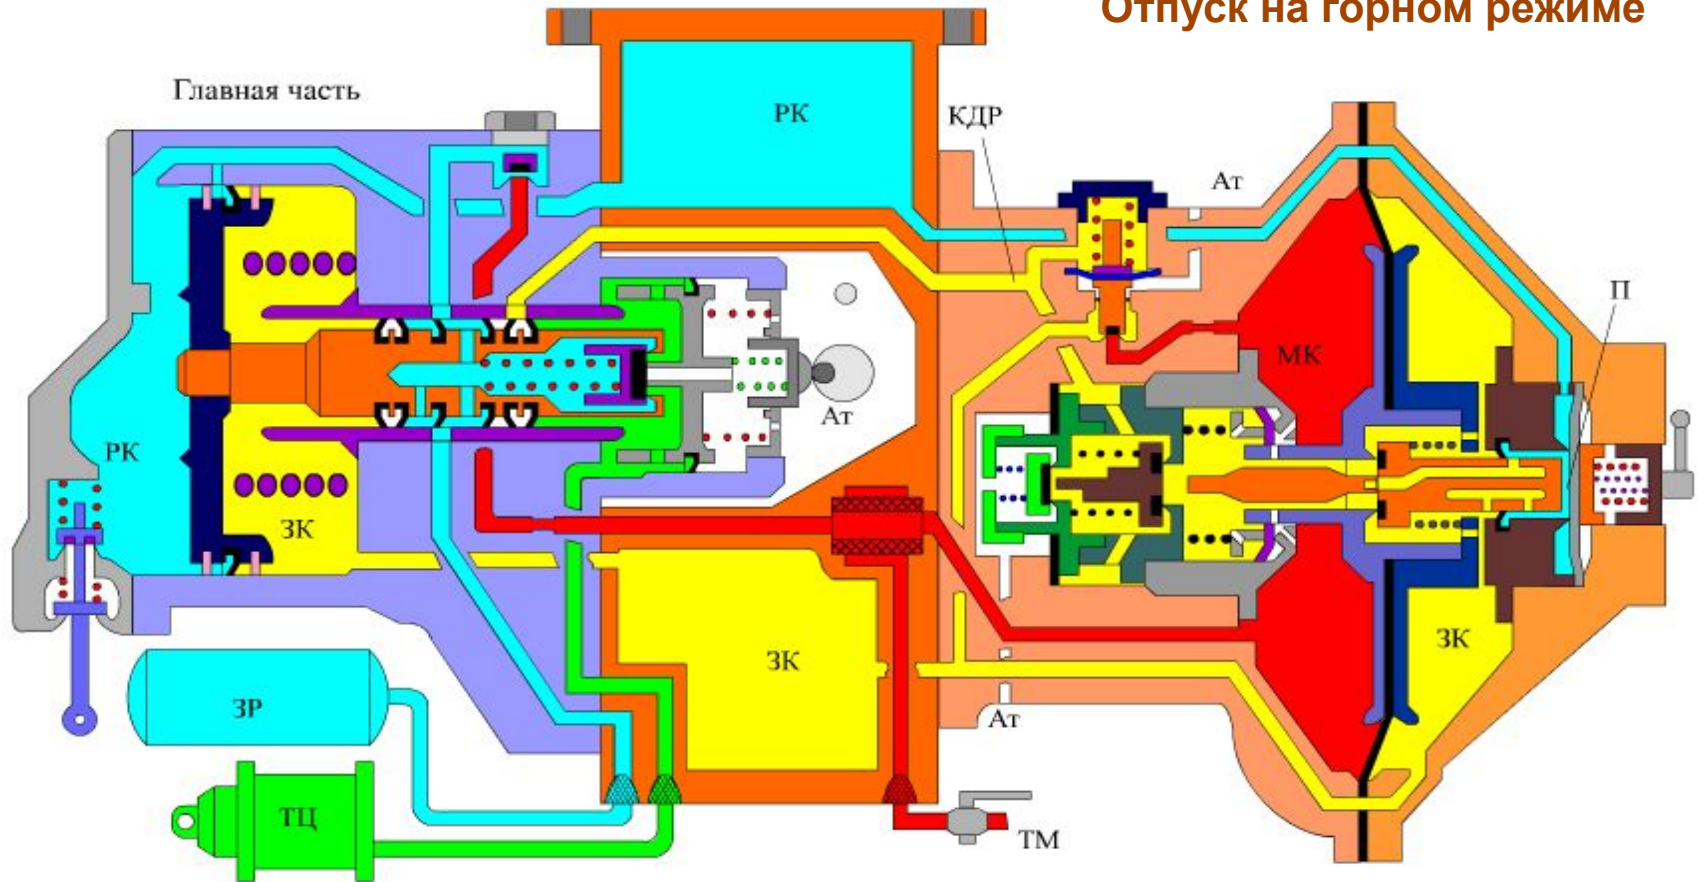 Отпуск на горном режиме
Главная часть
РК
КДР
Ат
П
МК
Ат
РК
ЗК
ЗК
ЗК
ЗР
Ат
ТЦ
ТМ